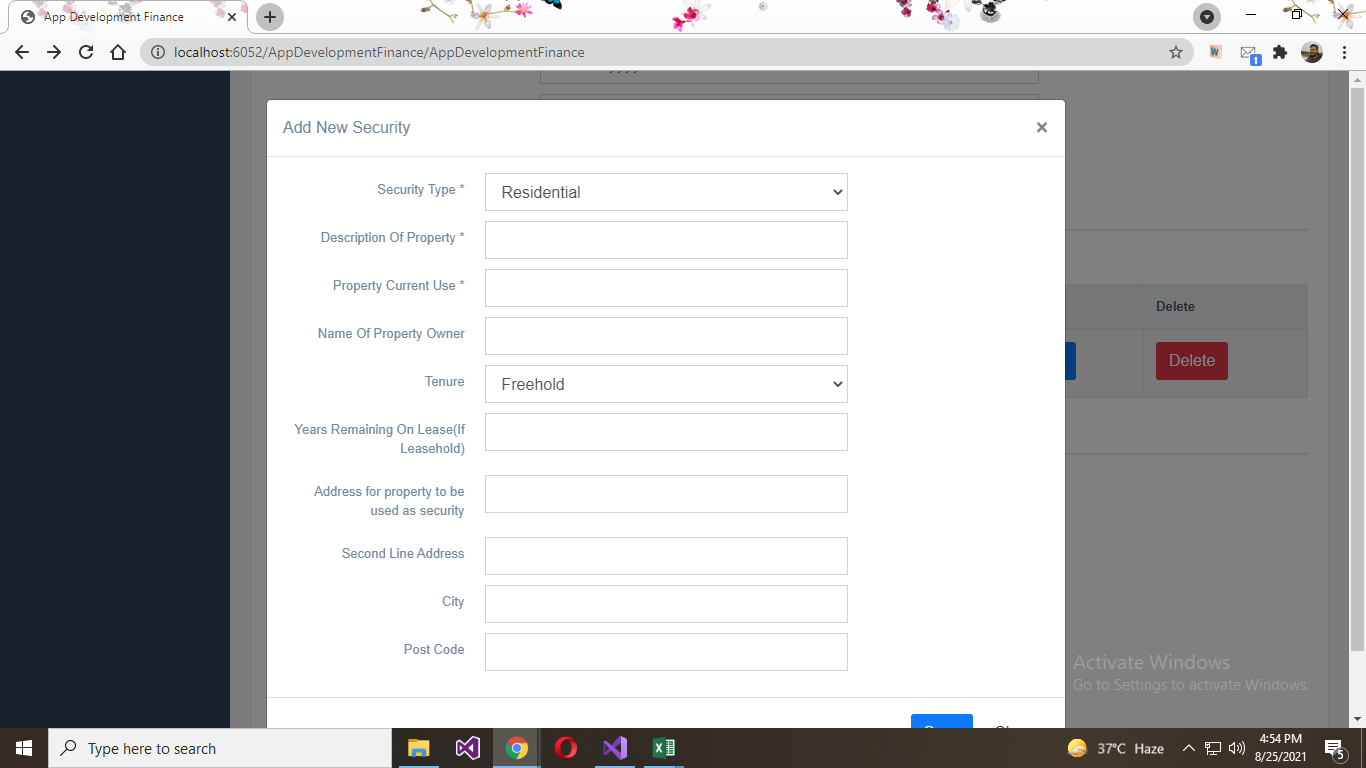 App Development Finance
localhost:6052/AppDevelopmentFinance/AppDevelopmentFinance
1
Add New Security
×
Security Type *
Residential
Description Of Property *
Property Current Use *
Name Of Property Owner
Tenure
Freehold
Years Remaining On Lease(If
Leasehold)
Address for property to be
used as security
Second Line Address
City
Post Code
Delete
Delete
Activate Windows
Go to Settings to activate Windows.
Type here to search
37°C Haze
4:54 PM
8/25/2021
5